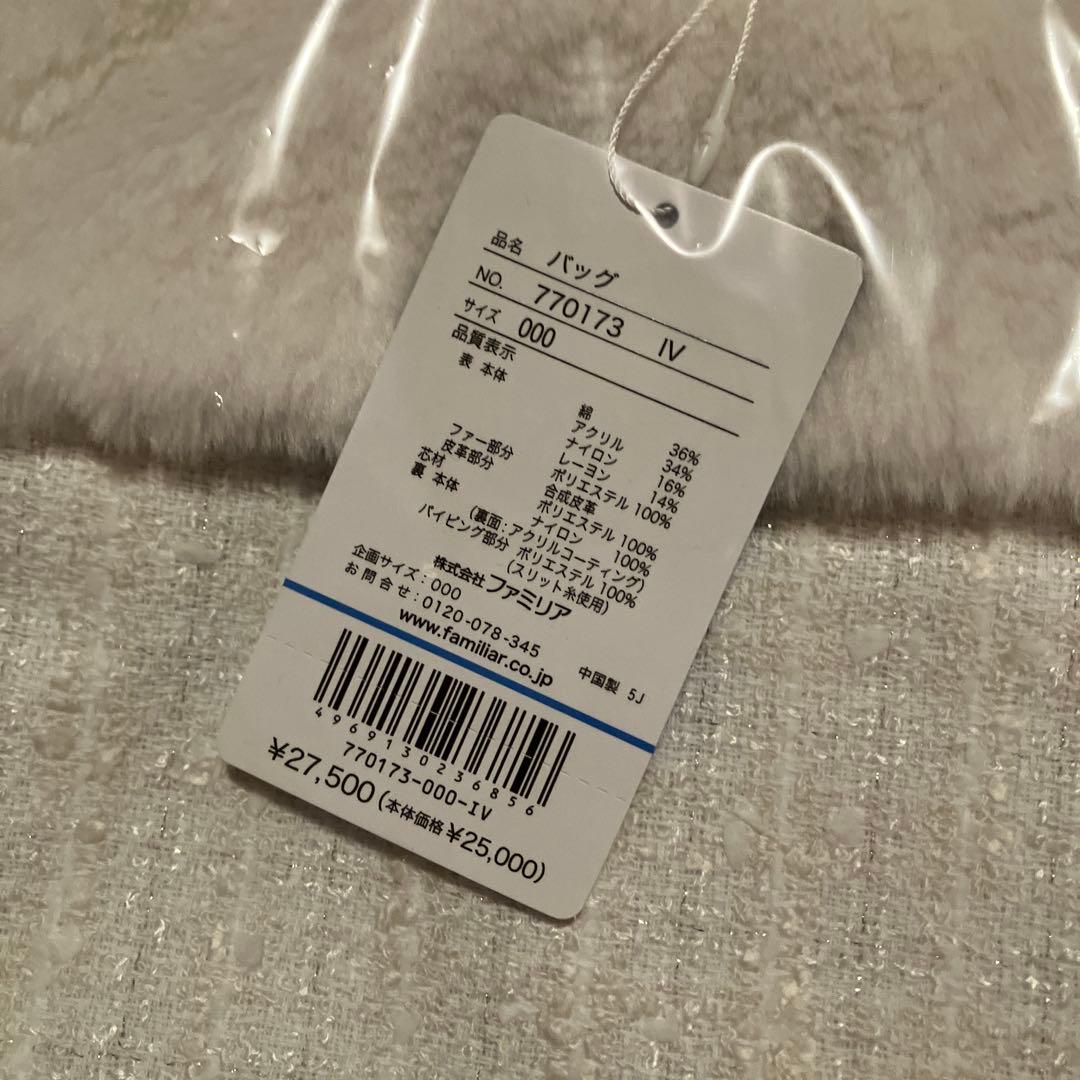 品名 バッグ
NO. 770173 IV
サイズ 000
品質表示
表 本体 綿 36%
アクリル 34%
ナイロン 16%
レーヨン 14%
ファー部分 ポリエステル 100%
皮革部分 合成皮革
芯材 ポリエステル 100%
裏 本体 ナイロン 100%
(裏面:アクリルコーティング)
パイピング部分 ポリエステル 100%
(スリット糸使用)
株式会社 ファミリア
企画サイズ:000
お問合せ:0120-078-345
www.familiar.co.jp
中国製 5J
4969130236856
770173-000-IV
¥27,500(本体価格 ¥25,000)